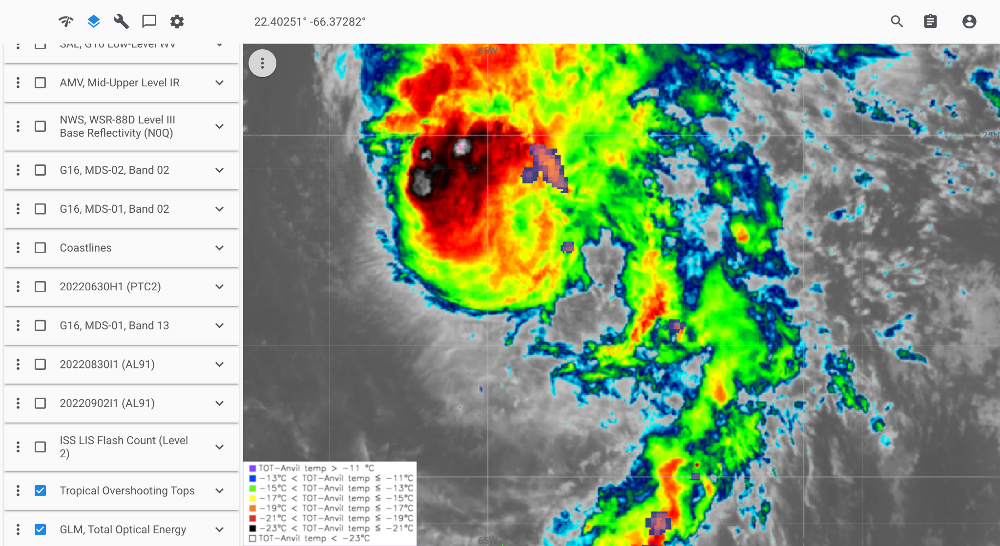 22.40251° -66.37282°
SAL, G16 Low-Level WV
AMV, Mid-Upper Level IR
NWS, WSR-88D Level III
Base Reflectivity (N0Q)
G16, MDS-02, Band 02
G16, MDS-01, Band 02
Coastlines
20220630H1 (PTC2)
G16, MDS-01, Band 13
20220830I1 (AL91)
20220902I1 (AL91)
ISS LIS Flash Count (Level
2)
Tropical Overshooting Tops
GLM, Total Optical Energy
65W
60W
25N
65W
TOT-Anvil temp > -11 °C
-13°C < TOT-Anvil temp ≤ -11°C
-15°C < TOT-Anvil temp ≤ -13°C
-17°C < TOT-Anvil temp ≤ -15°C
-19°C < TOT-Anvil temp ≤ -17°C
-21°C < TOT-Anvil temp ≤ -19°C
-23°C < TOT-Anvil temp ≤ -21°C
TOT-Anvil temp < -23°C